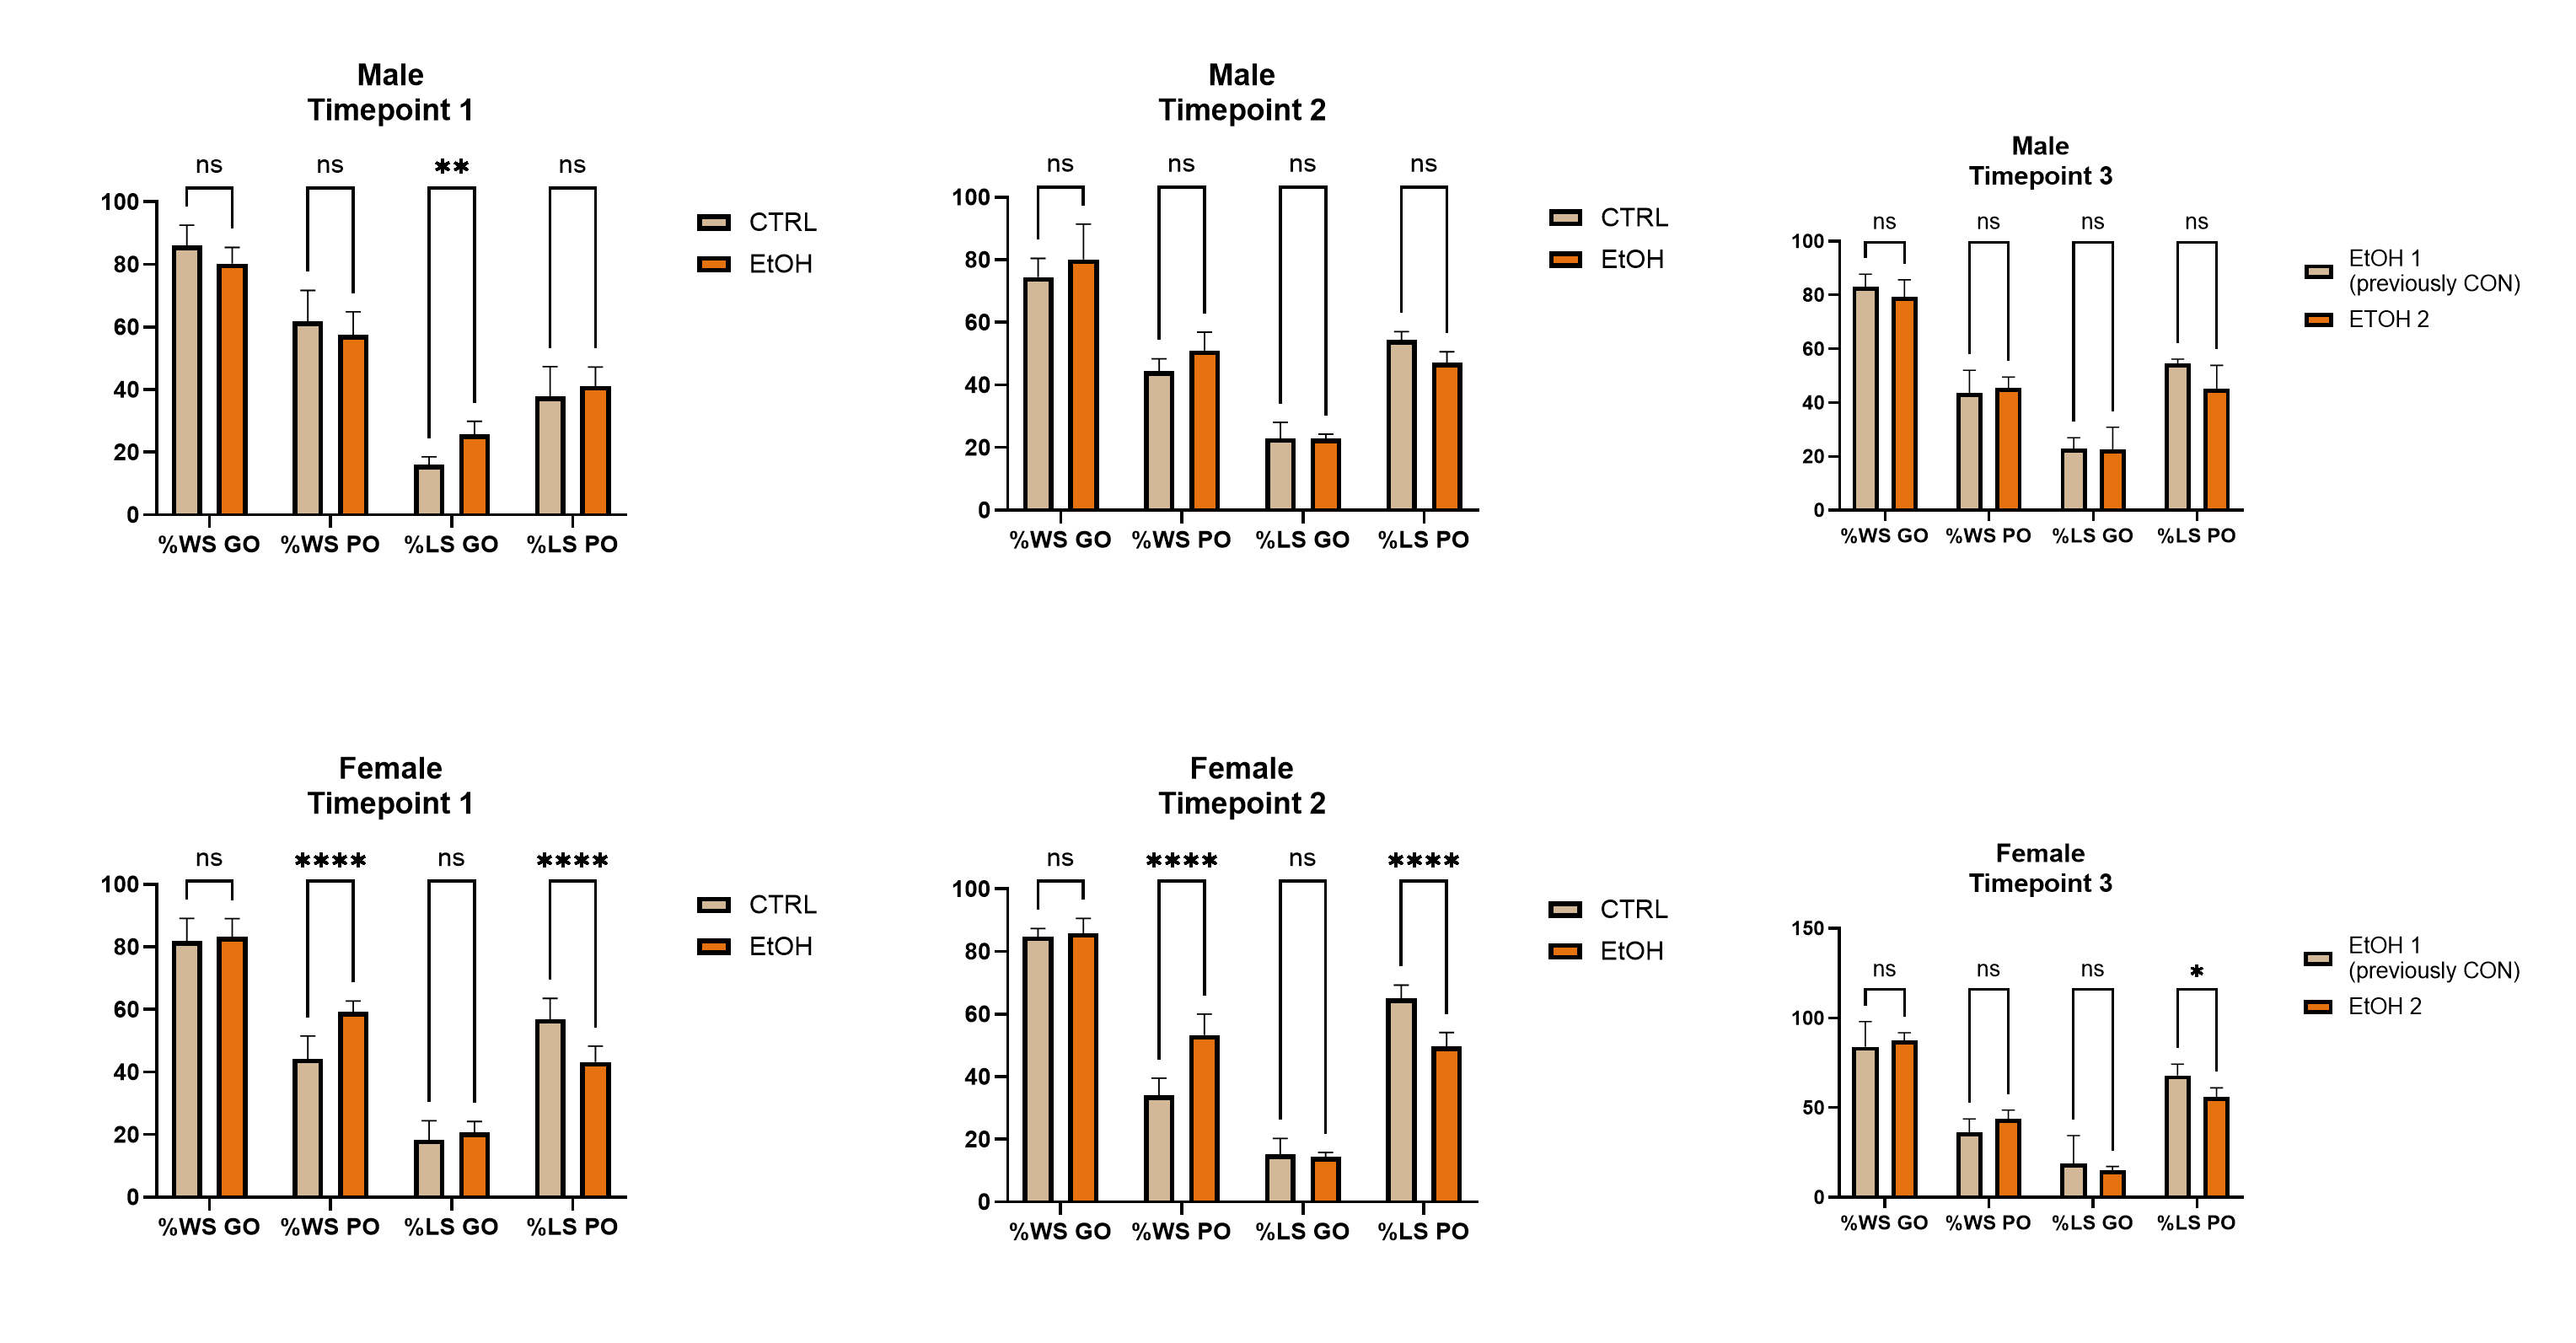 Male
Timepoint 1
ns ns ** ns
100
80
60
40
20
0
%WS GO %WS PO %LS GO %LS PO
CTRL
EtOH
Male
Timepoint 2
ns ns ns ns
100
80
60
40
20
0
%WS GO %WS PO %LS GO %LS PO
CTRL
EtOH
Male
Timepoint 3
ns ns ns ns
100
80
60
40
20
0
%WS GO %WS PO %LS GO %LS PO
EtOH 1
(previously CON)
ETOH 2
Female
Timepoint 1
ns **** ns ****
100
80
60
40
20
0
%WS GO %WS PO %LS GO %LS PO
CTRL
EtOH
Female
Timepoint 2
ns **** ns ****
100
80
60
40
20
0
%WS GO %WS PO %LS GO %LS PO
CTRL
EtOH
Female
Timepoint 3
150
ns ns ns *
100
50
0
%WS GO %WS PO %LS GO %LS PO
EtOH 1
(previously CON)
EtOH 2